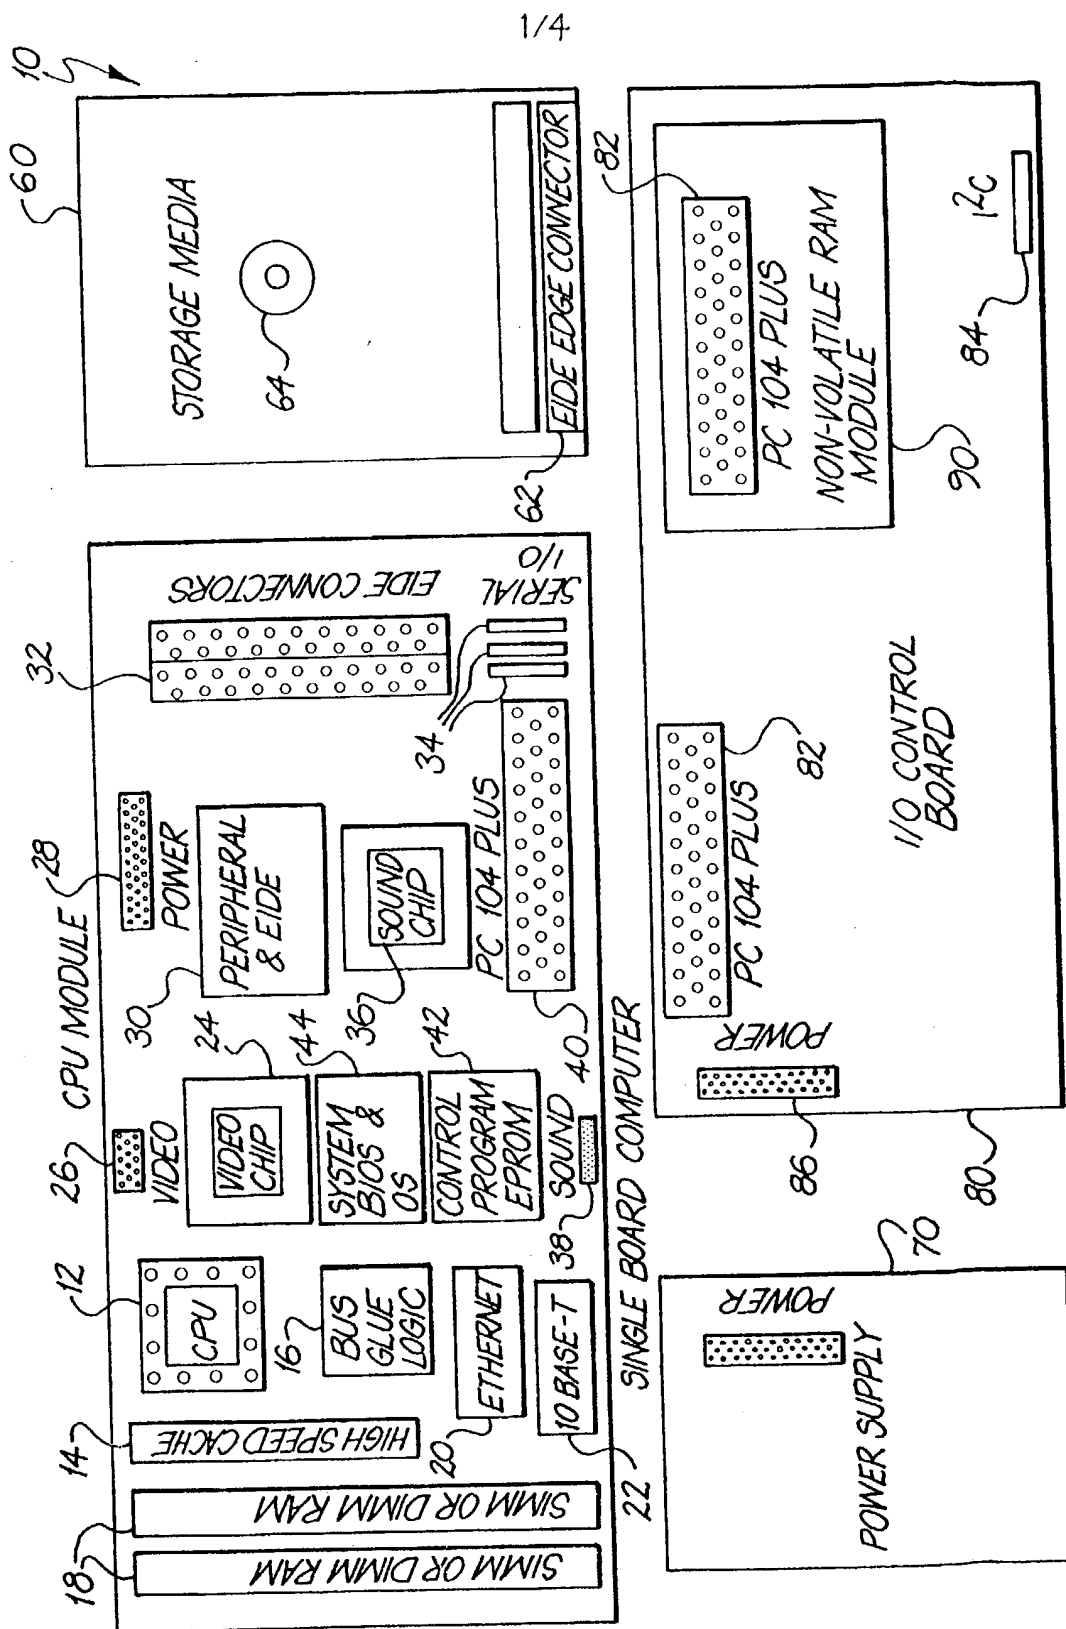 1/4
10
60
STORAGE MEDIA
64
EIDE EDGE CONNECTOR
62
CPU MODULE
18
SIMM OR DIMM RAM
SIMM OR DIMM RAM
14
HIGH SPEED CACHE
12
CPU
16
BUS
GLUE
LOGIC
20
ETHERNET
22
10 BASE-T
26
VIDEO
24
VIDEO
CHIP
44
SYSTEM
BIOS &
OS
42
CONTROL
PROGRAM
EPROM
38
SOUND
28
POWER
30
PERIPHERAL
& EIDE
36
SOUND
CHIP
PC 104 PLUS
40
32
EIDE CONNECTORS
34
SERIAL
I/O
SINGLE BOARD COMPUTER
70
POWER
POWER SUPPLY
80
86
POWER
82
PC 104 PLUS
I/O CONTROL
BOARD
82
PC 104 PLUS
NON-VOLATILE RAM
MODULE
90
84
I2C